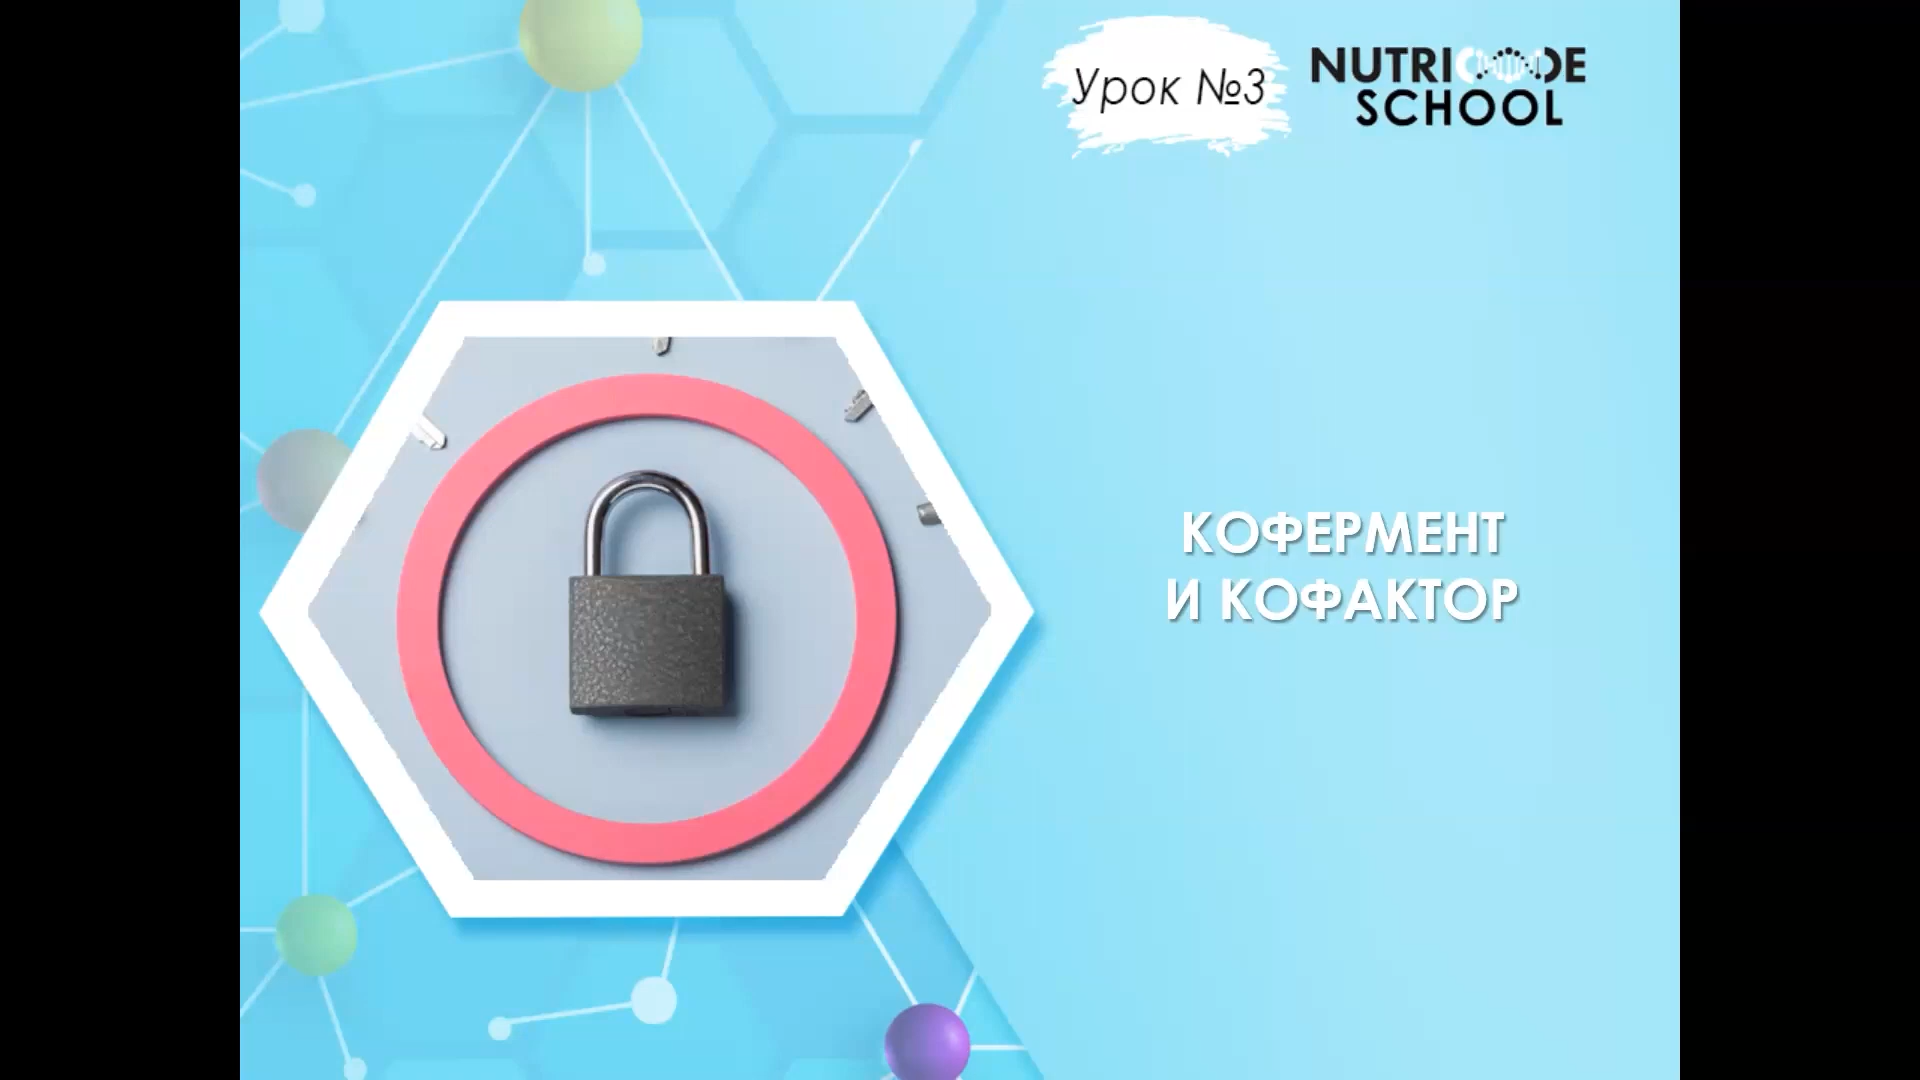 Урок №3
NUTRICODE
SCHOOL
КОФЕРМЕНТ
И КОФАКТОР